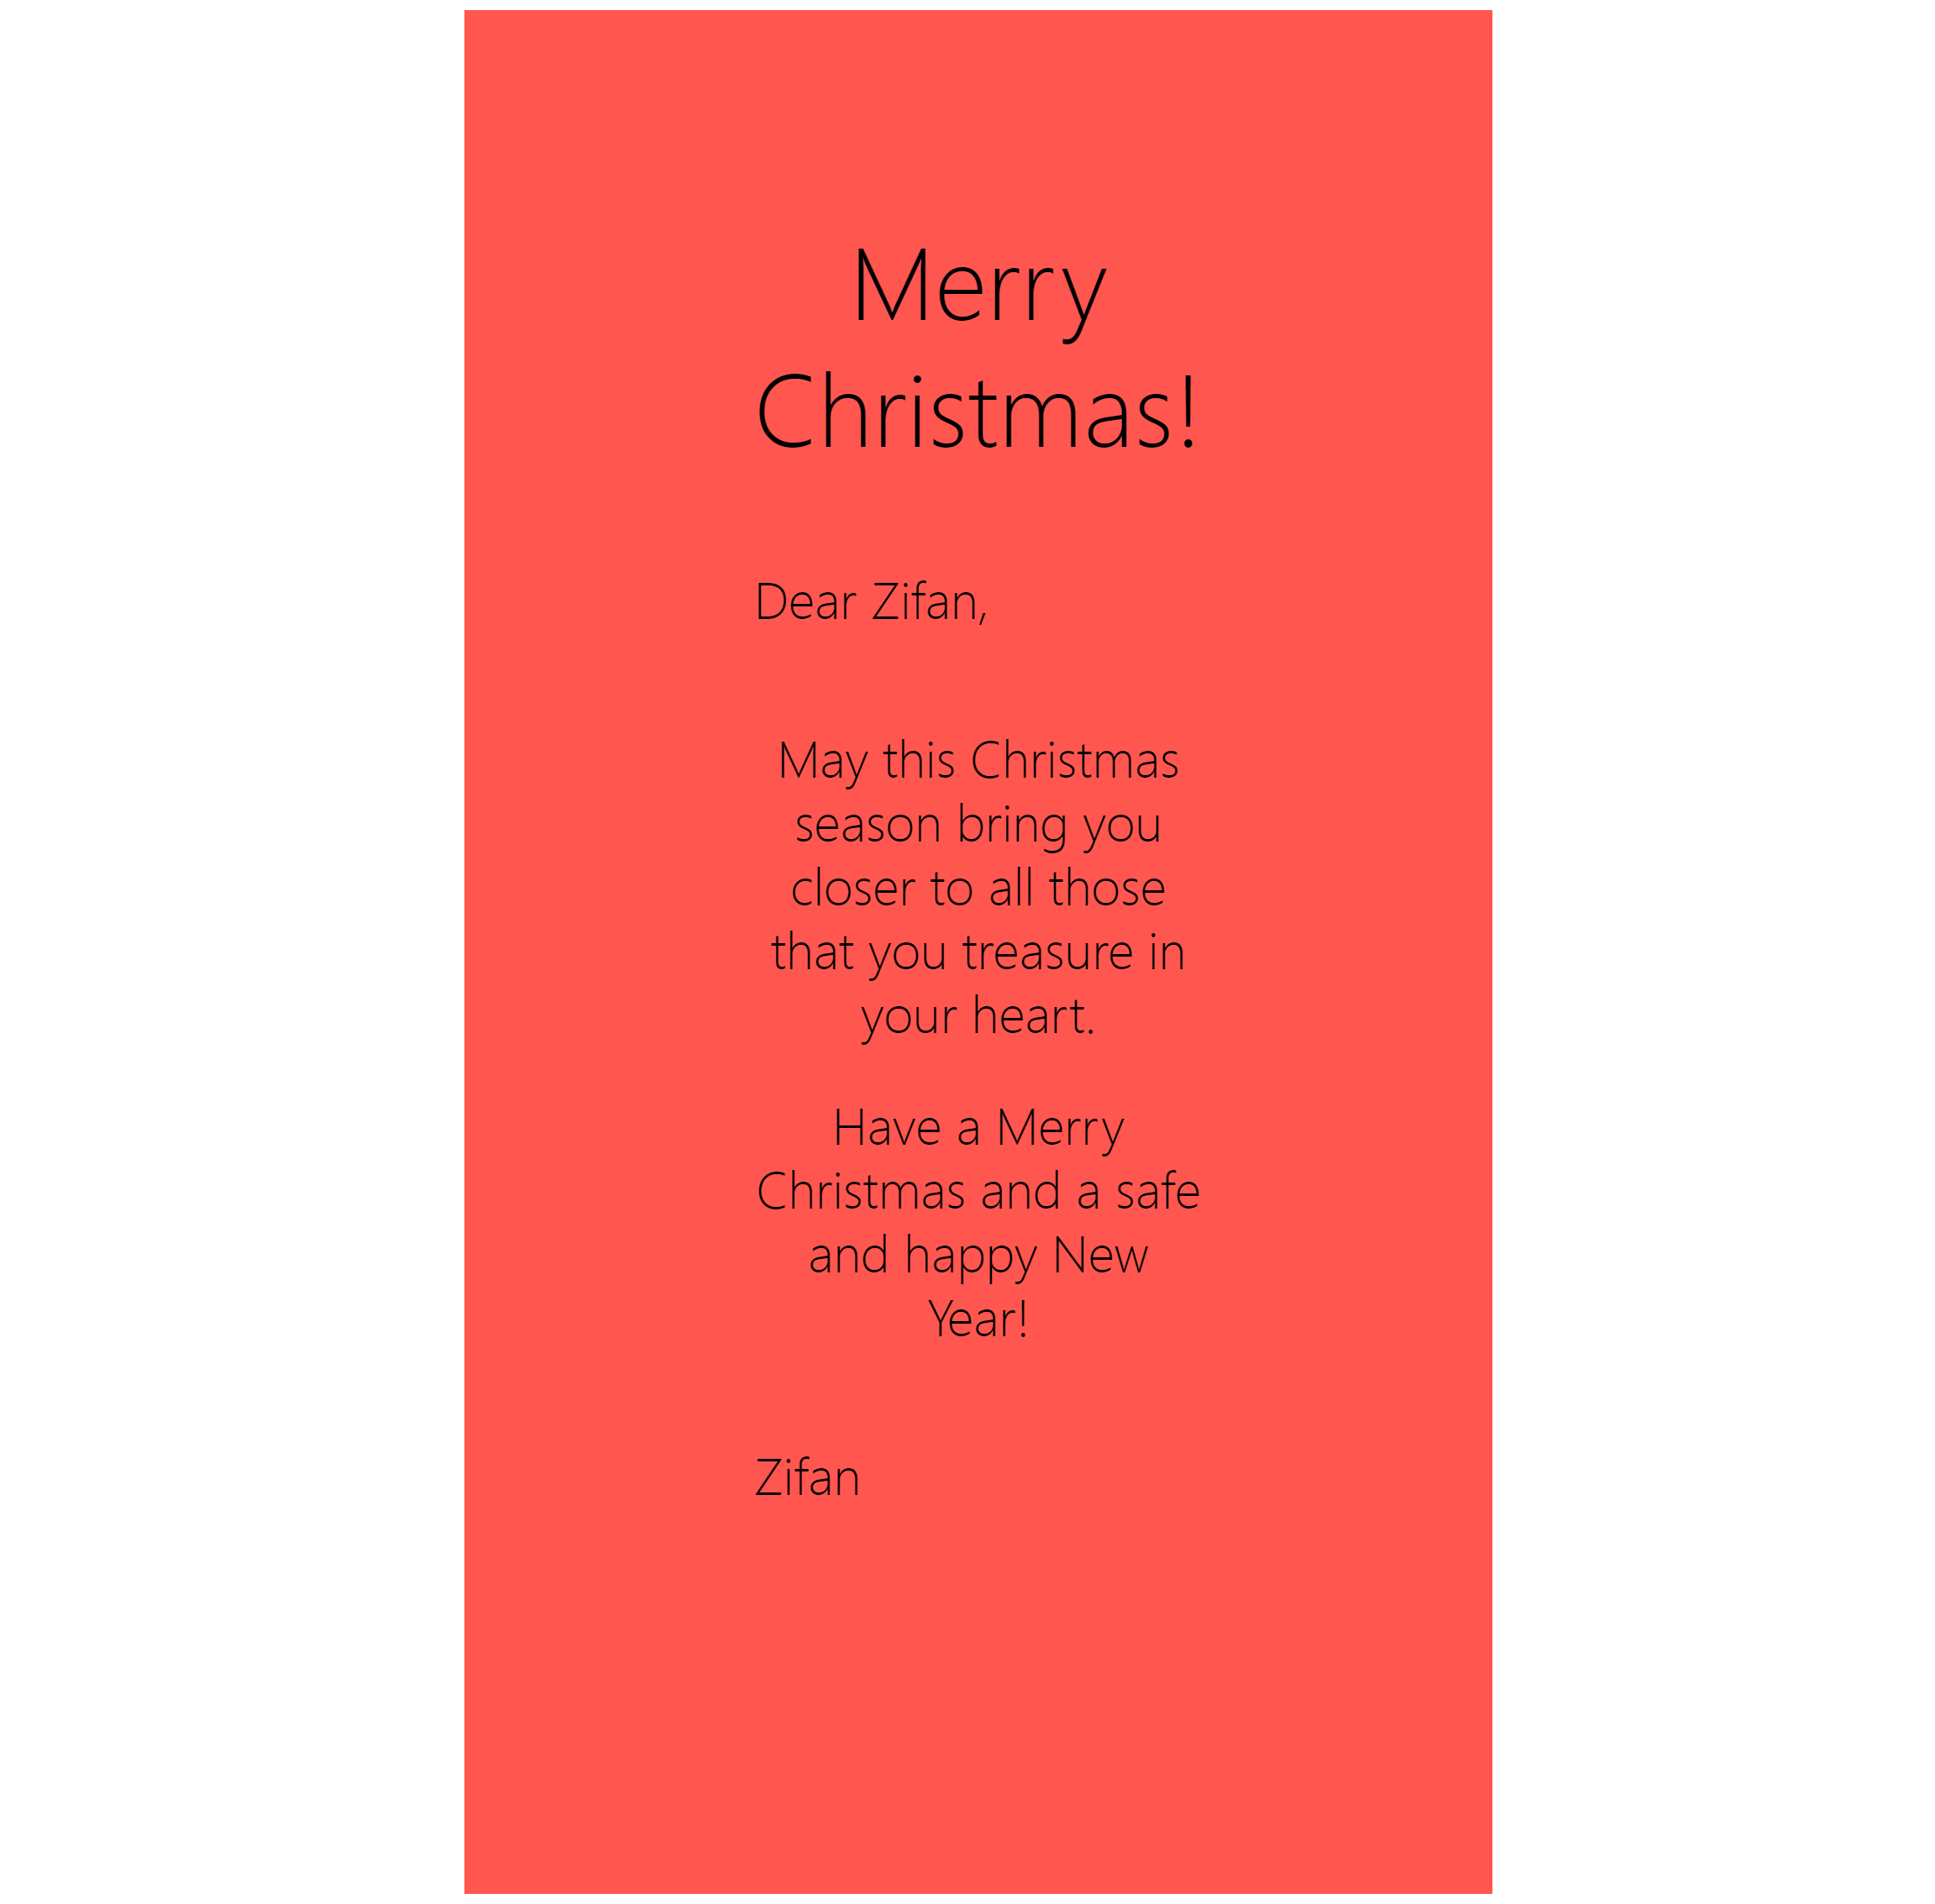 Merry
Christmas!
Dear Zifan,
May this Christmas
season bring you
closer to all those
that you treasure in
your heart.
Have a Merry
Christmas and a safe
and happy New
Year!
Zifan